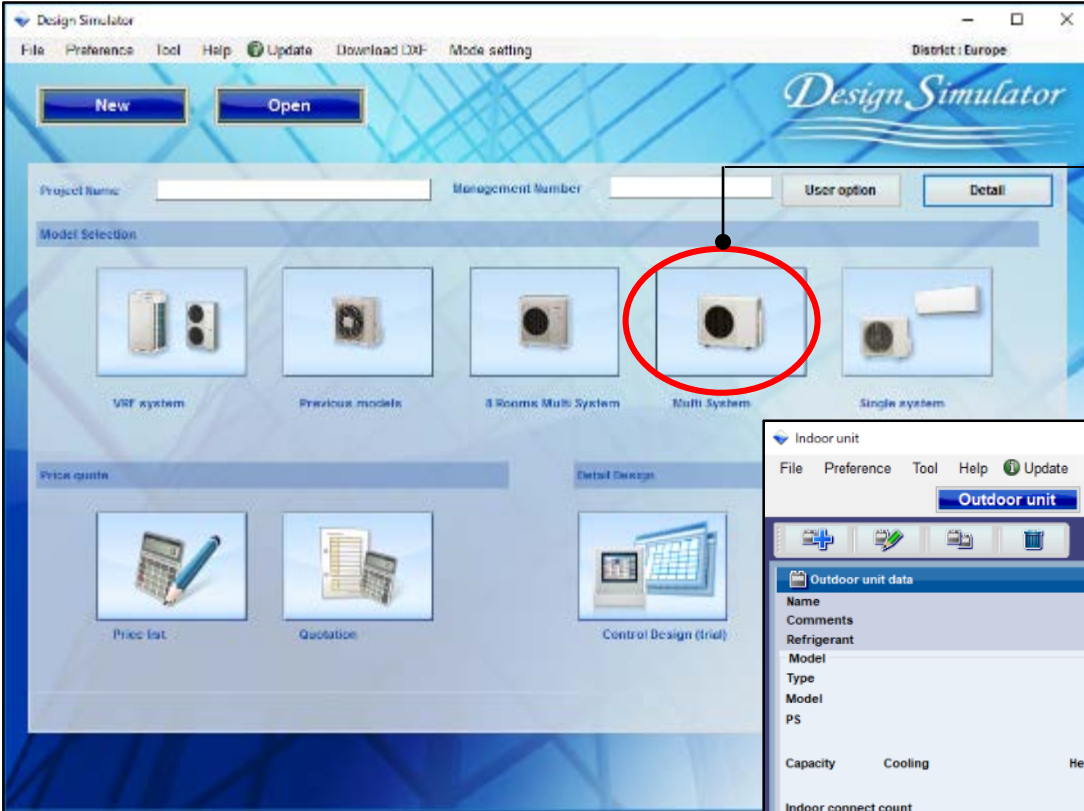 Design Simulator
File Preference Tool Help Update Download DXF Mode setting District : Europe
New Open Design Simulator
Project Name Management Number User option Detail
Model Selection
VRF system Previous models 8 Rooms Multi System Multi System Single system
Price quote Detail Design
Price list Quotation Control Design (trial)
Indoor unit
File Preference Tool Help Update
Outdoor unit
Outdoor unit data
Name
Comments
Refrigerant
Model
Type
Model
PS
Capacity Cooling He
Indoor connect count